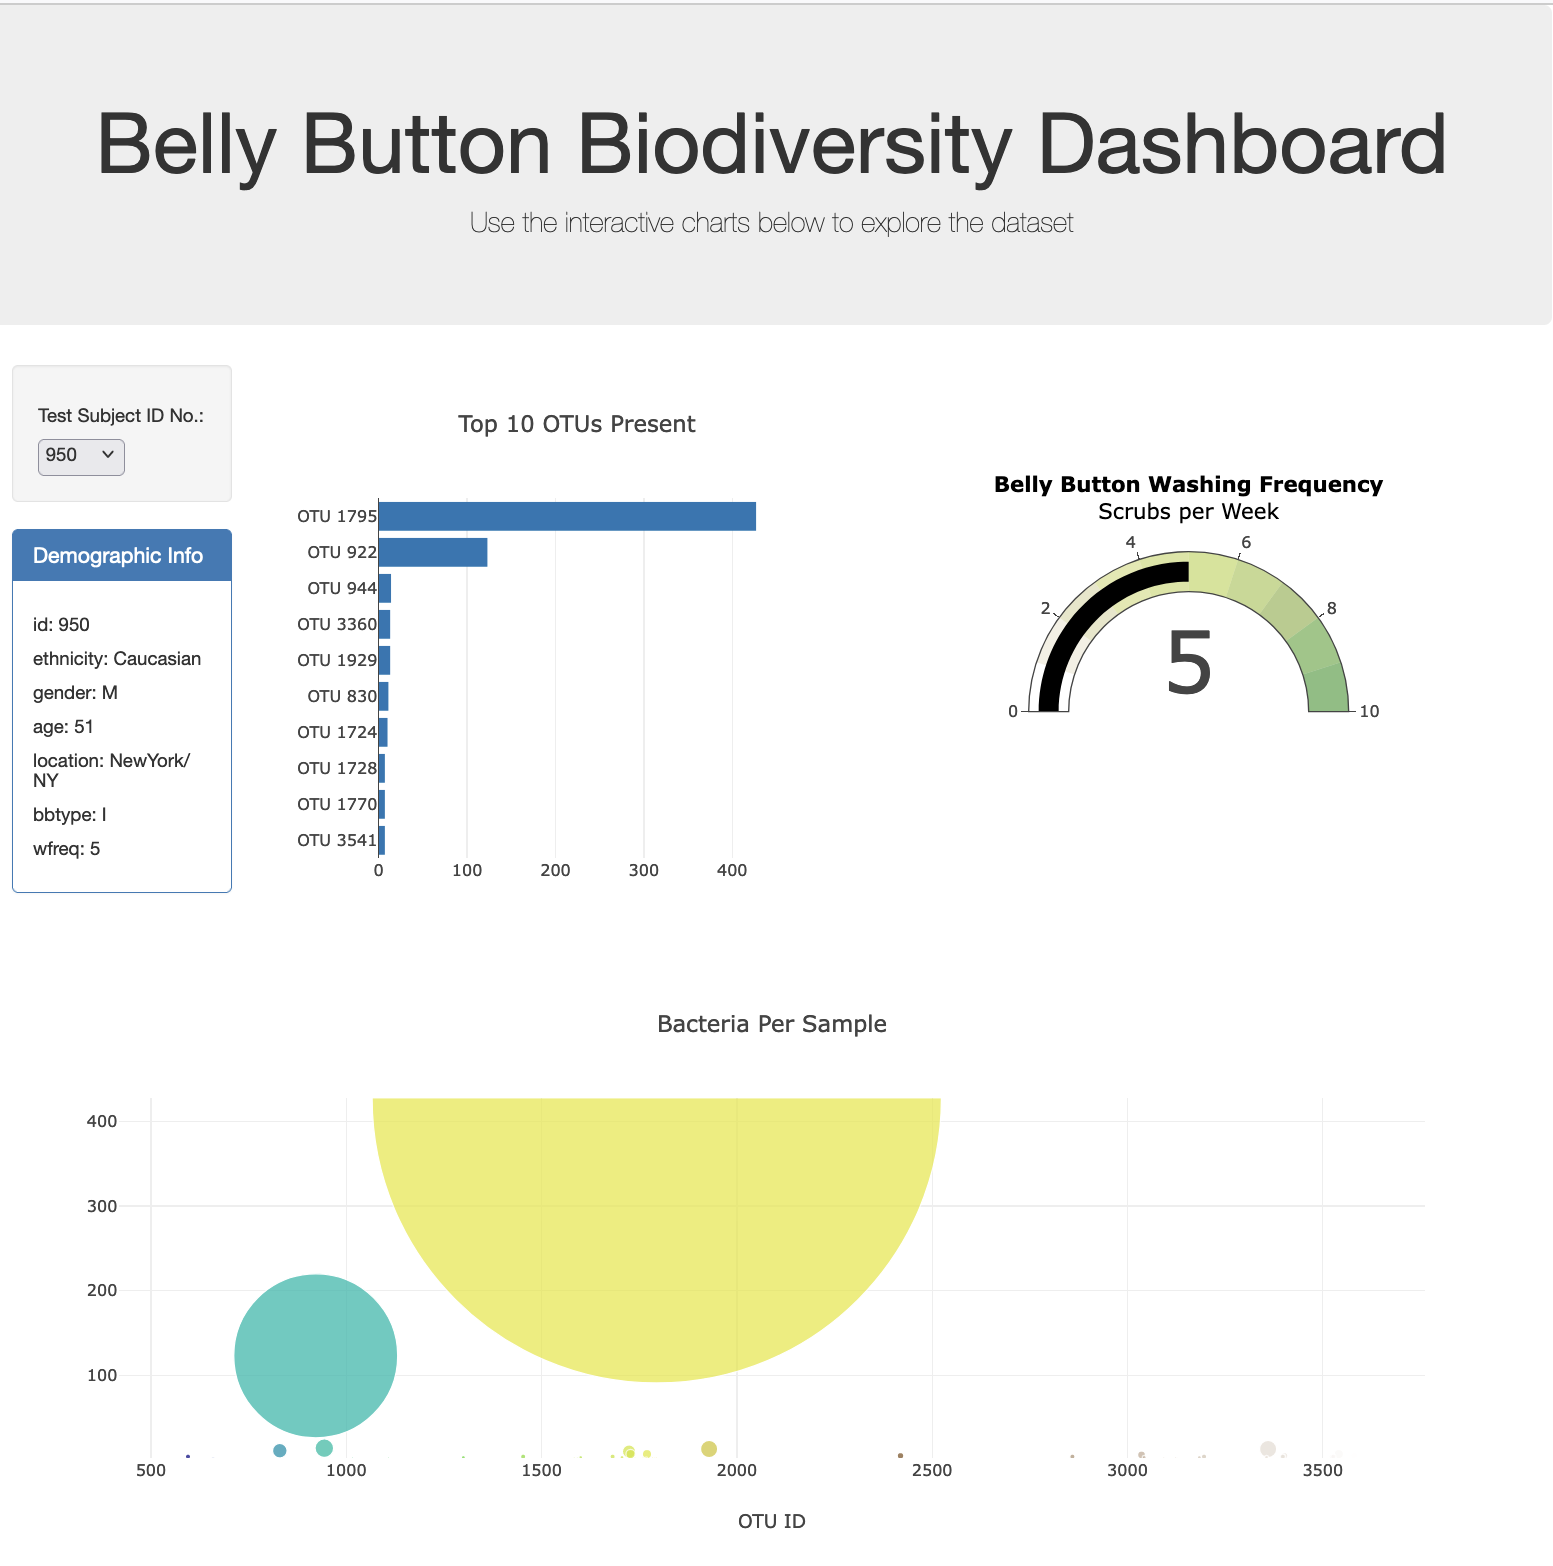 Belly Button Biodiversity Dashboard
Use the interactive charts below to explore the dataset
Test Subject ID No.:
950
Demographic Info
id: 950
ethnicity: Caucasian
gender: M
age: 51
location: NewYork/
NY
bbtype: I
wfreq: 5
Top 10 OTUs Present
OTU 1795
OTU 922
OTU 944
OTU 3360
OTU 1929
OTU 830
OTU 1724
OTU 1728
OTU 1770
OTU 3541
0 100 200 300 400
Belly Button Washing Frequency
Scrubs per Week
0 2 4 6 8 10
5
Bacteria Per Sample
400
300
200
100
500 1000 1500 2000 2500 3000 3500
OTU ID